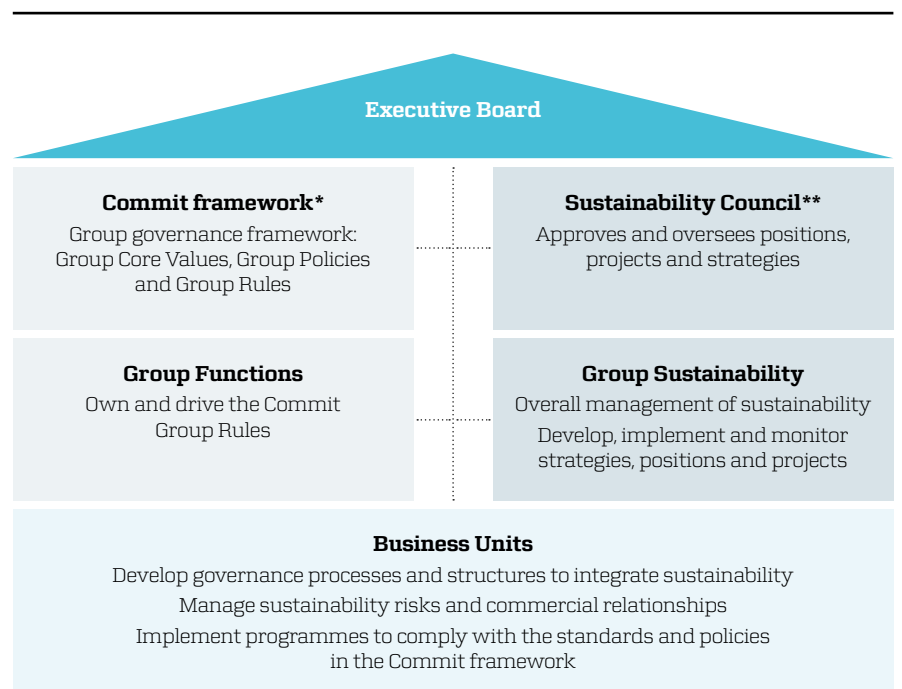 Executive Board
Commit framework*
Group governance framework:
Group Core Values, Group Policies
and Group Rules
Sustainability Council**
Approves and oversees positions,
projects and strategies
Group Functions
Own and drive the Commit
Group Rules
Group Sustainability
Overall management of sustainability
Develop, implement and monitor
strategies, positions and projects
Business Units
Develop governance processes and structures to integrate sustainability
Manage sustainability risks and commercial relationships
Implement programmes to comply with the standards and policies
in the Commit framework